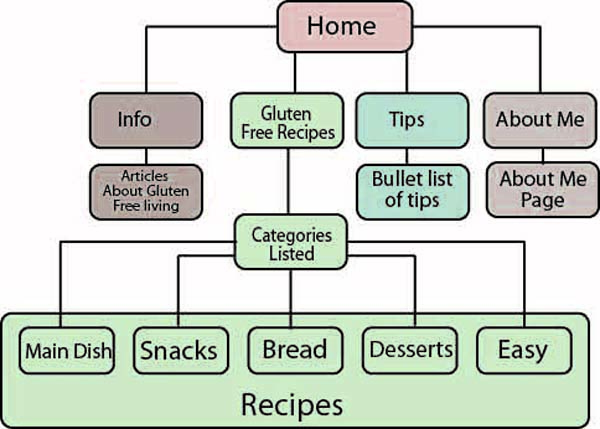 Home
Info
Gluten
Free Recipes
Tips
About Me
Articles
About Gluten
Free living
Bullet list
of tips
About Me
Page
Categories
Listed
Main Dish
Snacks
Bread
Desserts
Easy
Recipes